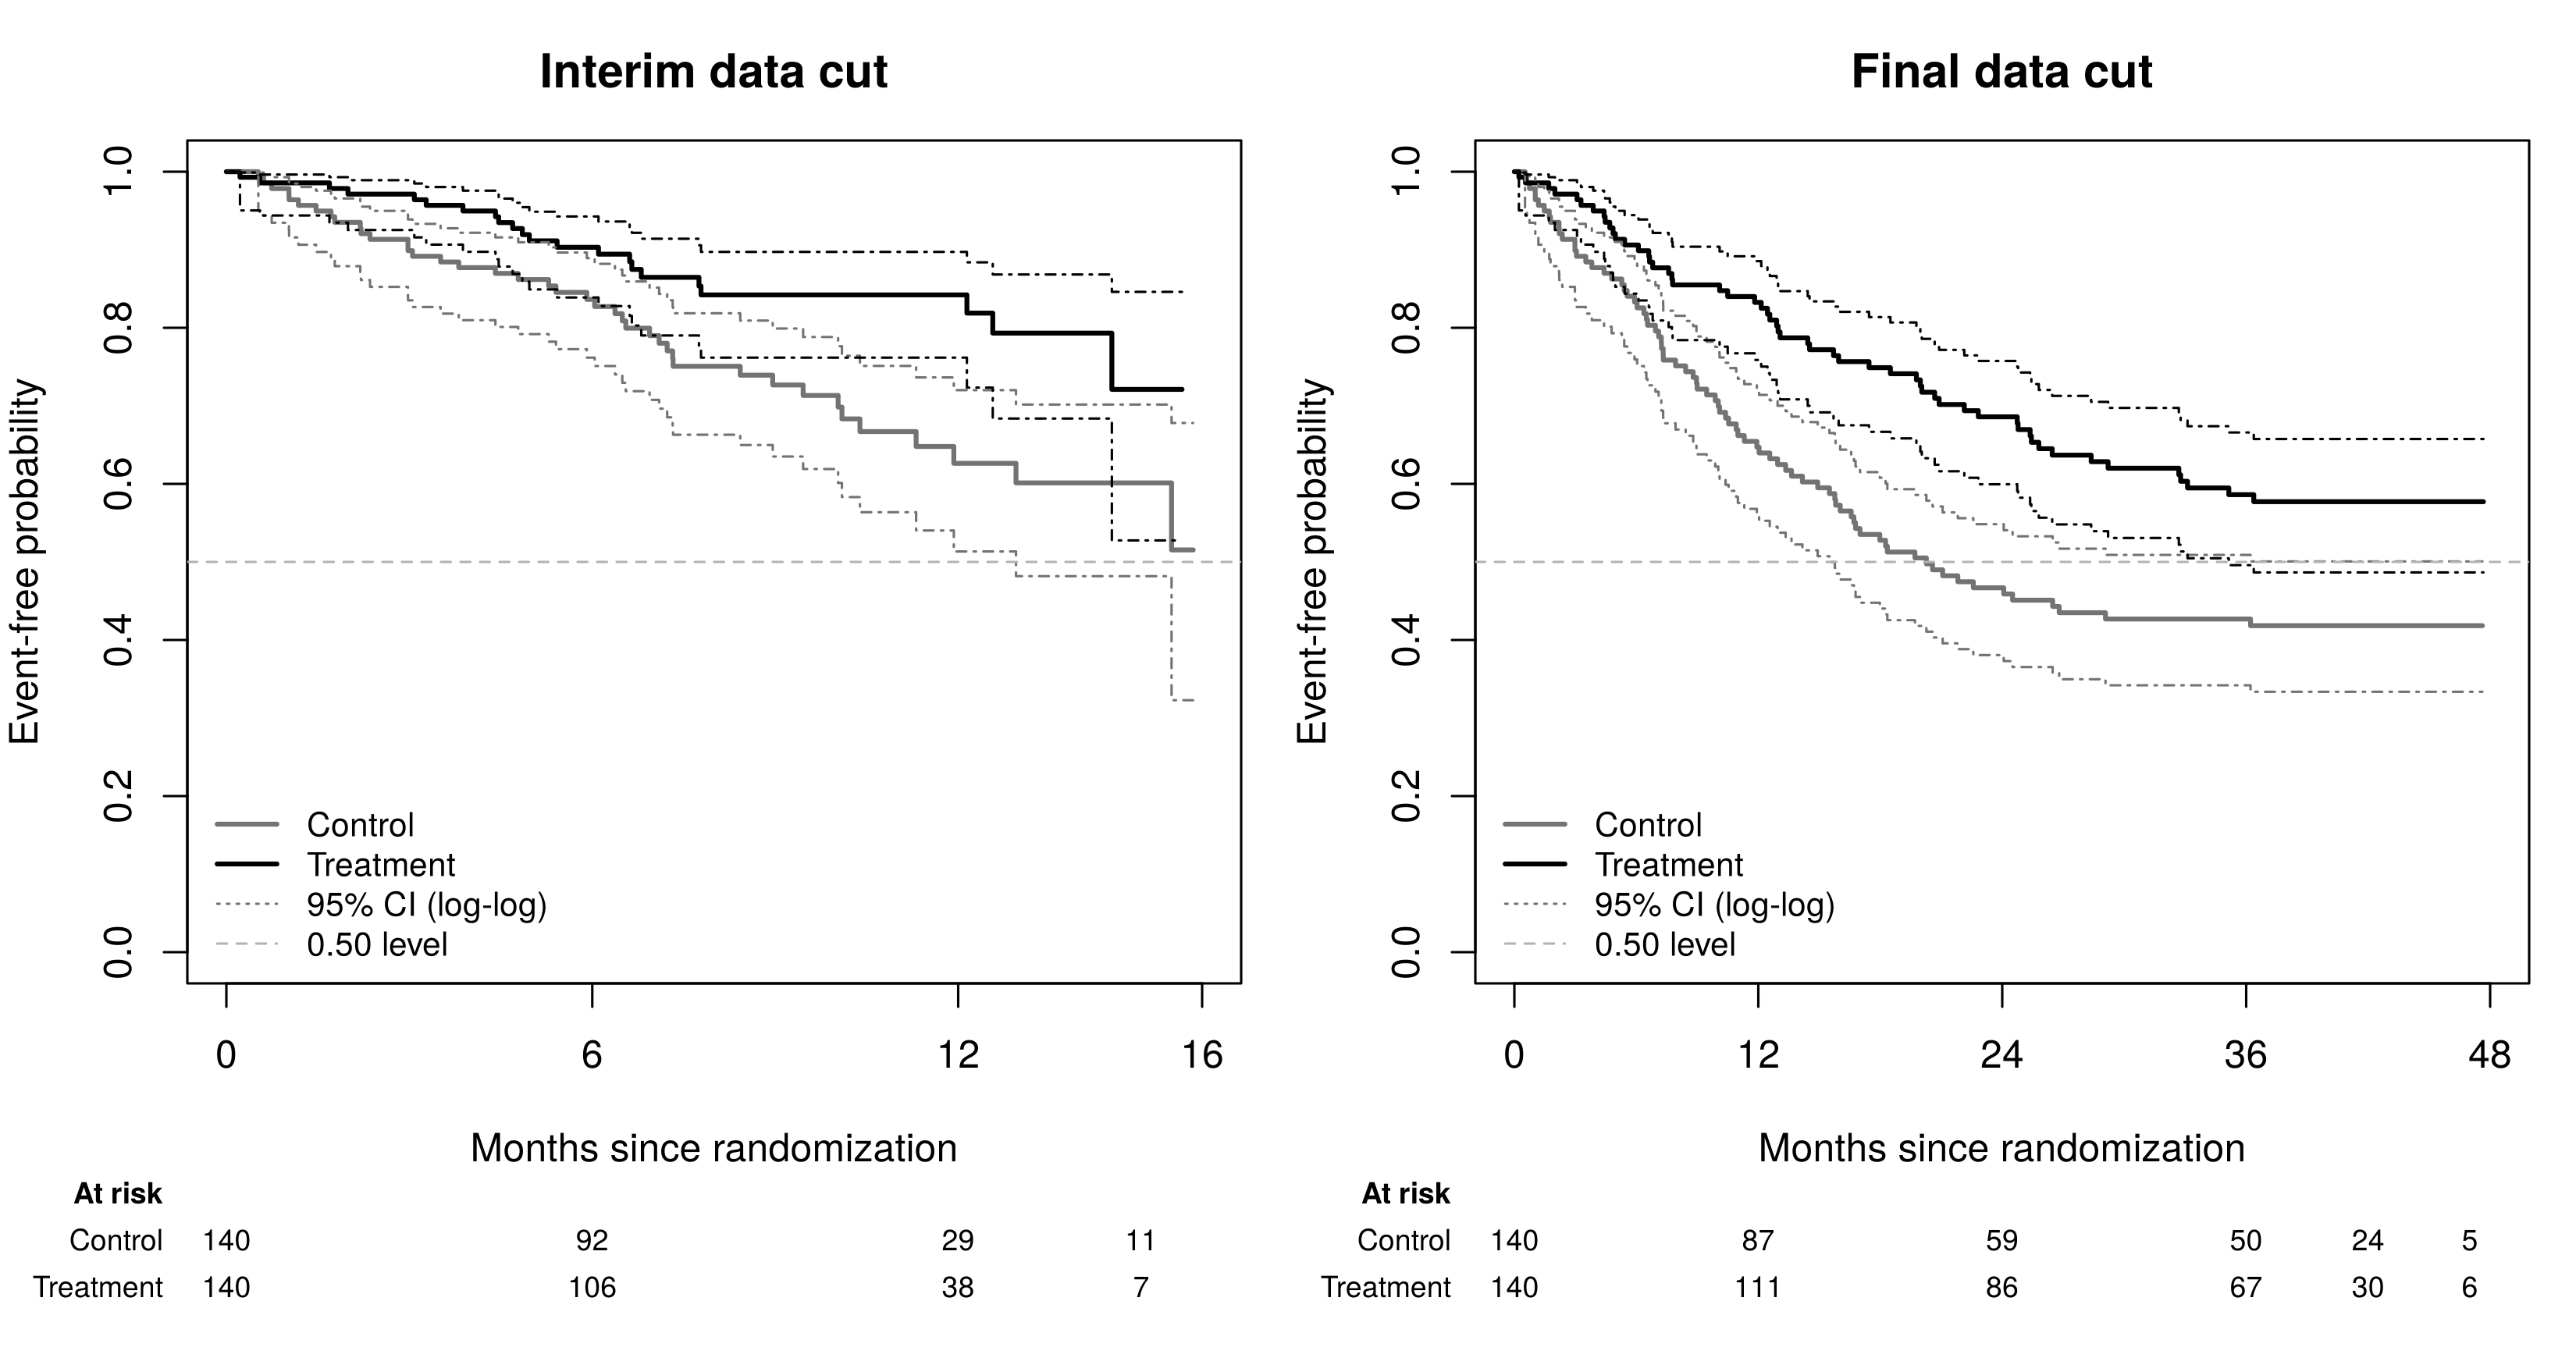 Interim data cut
Event-free probability
1.0
0.8
0.6
0.4
0.2
0.0
Control
Treatment
95% CI (log-log)
0.50 level
0 6 12 16
Months since randomization
At risk
Control 140 92 29 11
Treatment 140 106 38 7
Final data cut
Event-free probability
1.0
0.8
0.6
0.4
0.2
0.0
Control
Treatment
95% CI (log-log)
0.50 level
0 12 24 36 48
Months since randomization
At risk
Control 140 87 59 50 24 5
Treatment 140 111 86 67 30 6